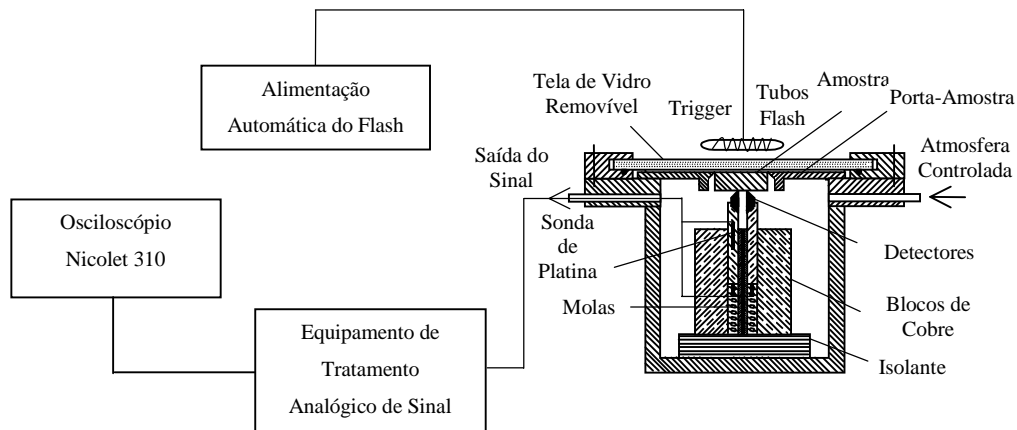 Alimentação
Automática do Flash
Tela de Vidro
Removível
Trigger
Tubos
Flash
Amostra
Porta-Amostra
Atmosfera
Controlada
Saída do
Sinal
Osciloscópio
Nicolet 310
Sonda
de
Platina
Detectores
Molas
Blocos de
Cobre
Isolante
Equipamento de
Tratamento
Analógico de Sinal